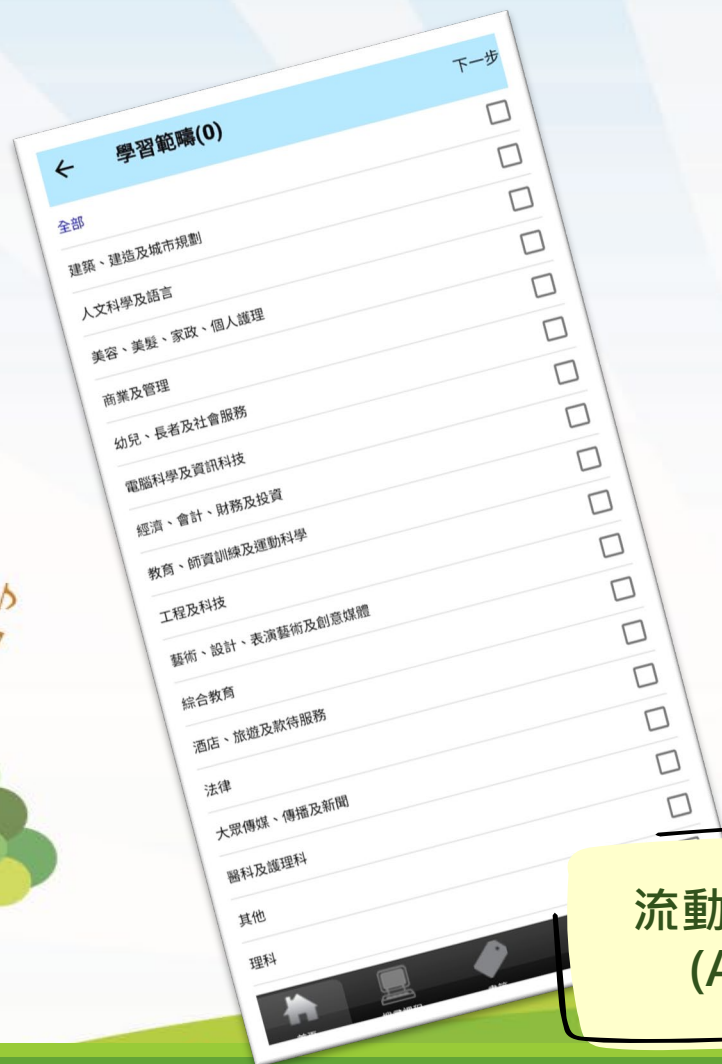 下一步
學習範疇(0)
全部
建築、建造及城市規劃
人文科學及語言
美容、美髮、家政、個人護理
商業及管理
幼兒、長者及社會服務
電腦科學及資訊科技
經濟、會計、財務及投資
教育、師資訓練及運動科學
工程及科技
藝術、設計、表演藝術及創意媒體
綜合教育
酒店、旅遊及款待服務
法律
大眾傳媒、傳播及新聞
醫科及護理科
其他
理科
流動
(A